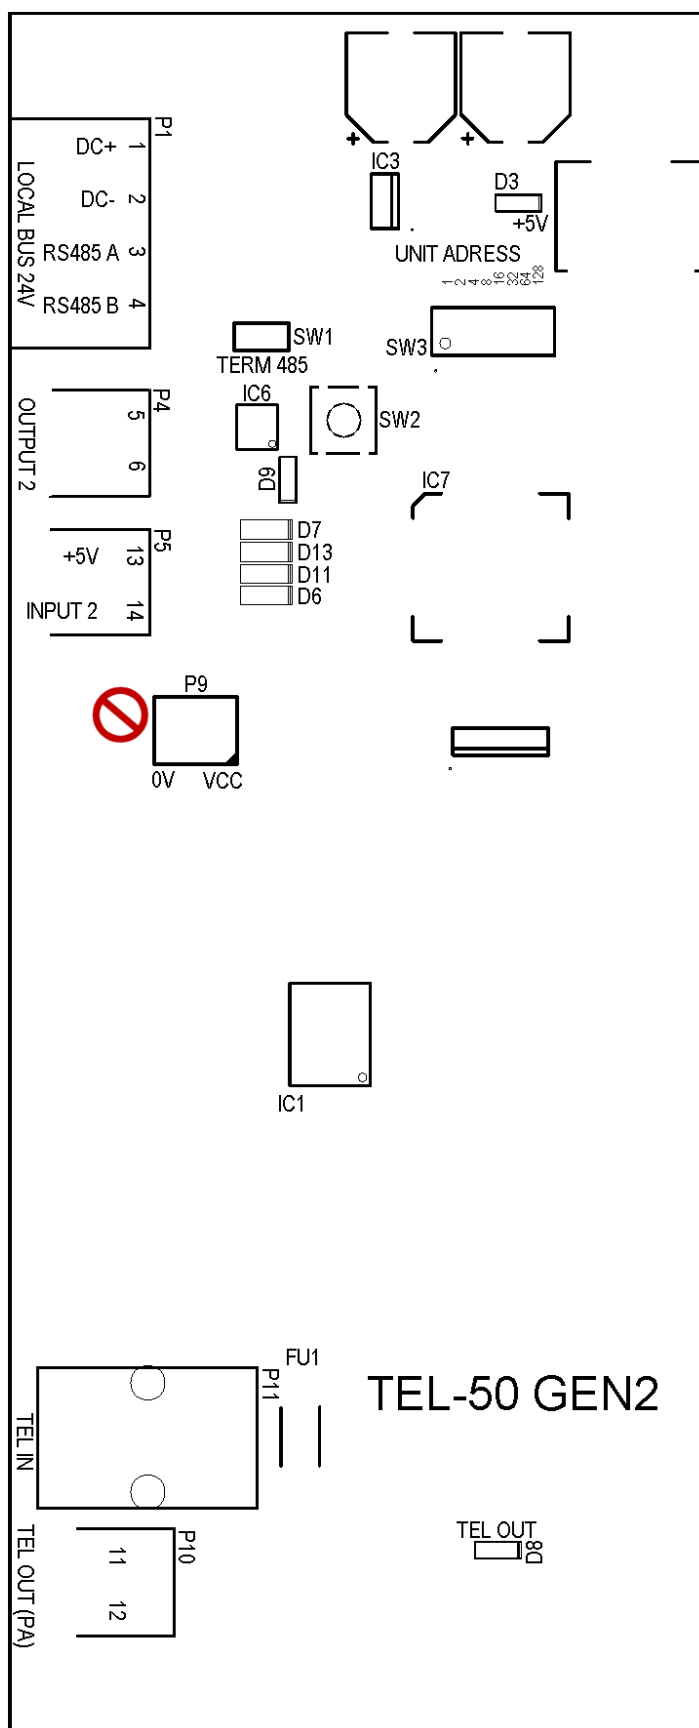 +
+
P1
IC3
DC+ 1
D3
LOCAL BUS 24V
DC- 2
+5V
RS485 A 3
UNIT ADRESS
1 2 4 8 16 32 64 128
RS485 B 4
SW1
SW3
TERM 485
P4
IC6
OUTPUT 2
5
SW2
6
D9
IC7
P5
D7
+5V 13
D13
D11
INPUT 2 14
D6
P9
0V VCC
IC1
FU1
P11
TEL-50 GEN2
TEL IN
P10
TEL OUT
D8
TEL OUT (PA)
11
12